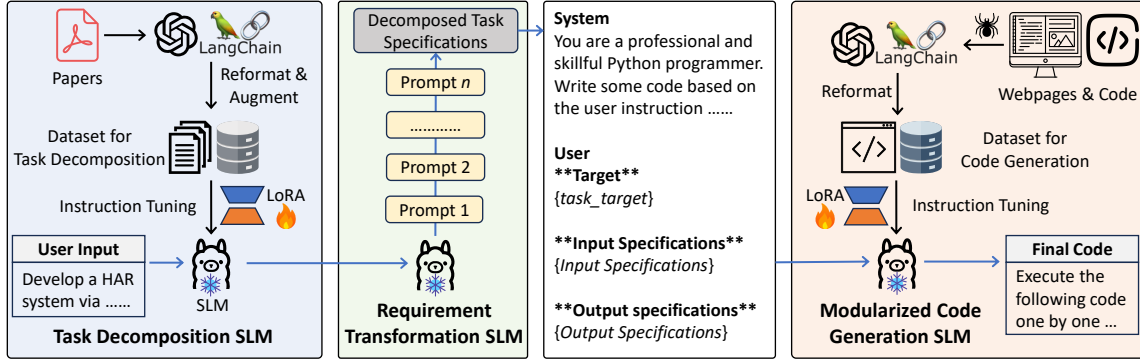 Papers
LangChain
Reformat &
Augment
Dataset for
Task Decomposition
Instruction Tuning
LoRA
User Input
Develop a HAR
system via ......
SLM
Task Decomposition SLM
Decomposed Task
Specifications
Prompt n
............
Prompt 2
Prompt 1
Requirement
Transformation SLM
System
You are a professional and
skillful Python programmer.
Write some code based on
the user instruction ......
User
**Target**
{task_target}
**Input Specifications**
{Input Specifications}
**Output specifications**
{Output Specifications}
LangChain
Reformat
Webpages & Code
Dataset for
Code Generation
LoRA
Instruction Tuning
Modularized Code
Generation SLM
Final Code
Execute the
following code
one by one ...